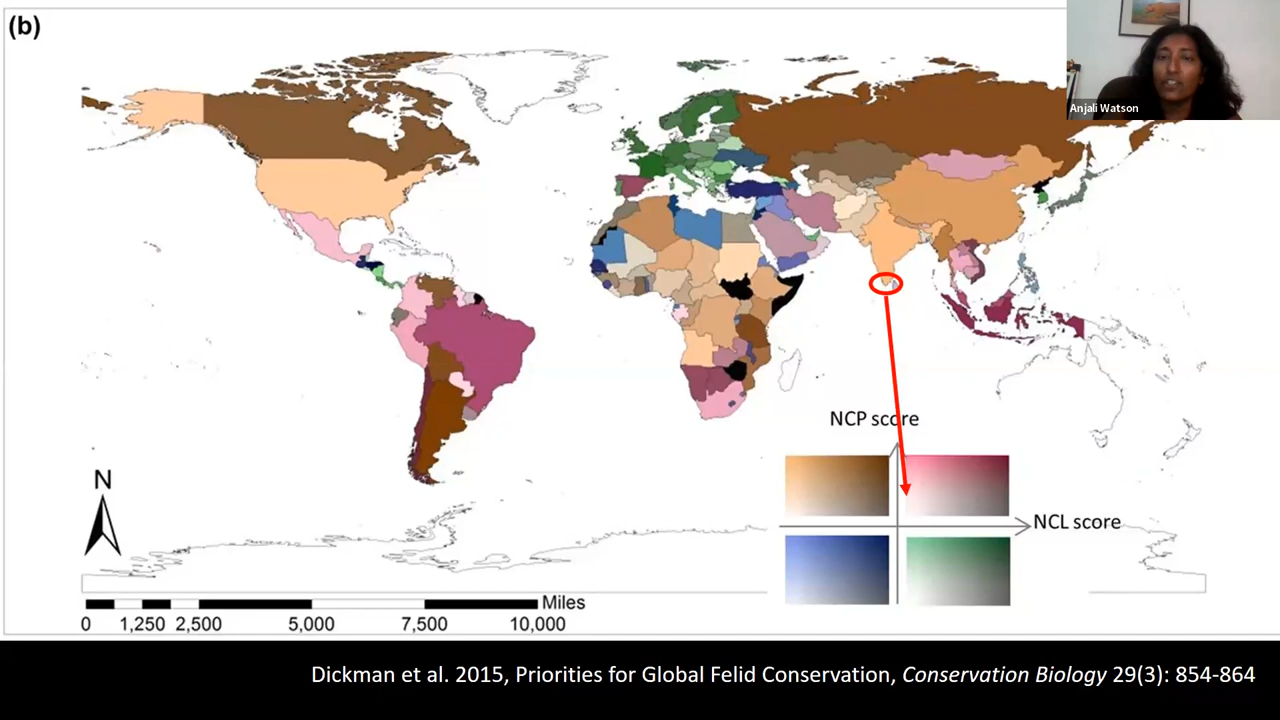 (b)
Anjali Watson
NCP score
NCL score
N
Miles
0 1,250 2,500 5,000 7,500 10,000
Dickman et al. 2015, Priorities for Global Felid Conservation, Conservation Biology 29(3): 854-864